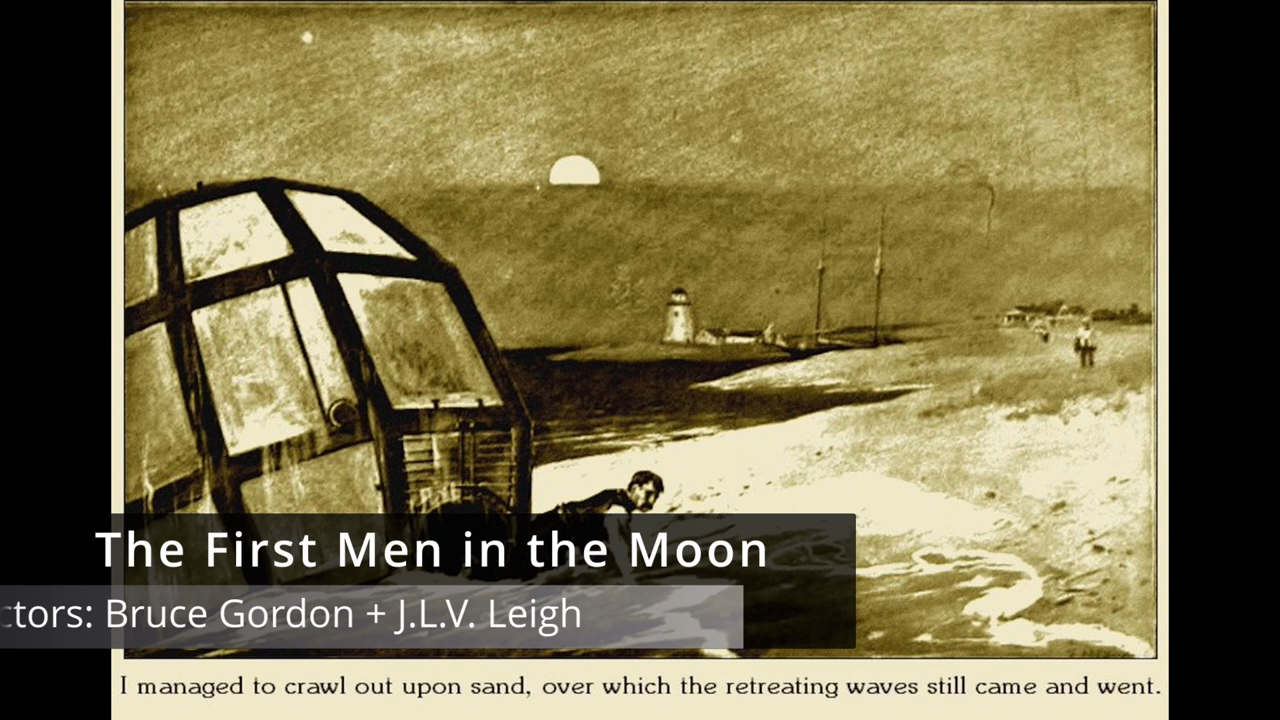 The First Men in the Moon
ctors: Bruce Gordon + J.L.V. Leigh
I managed to crawl out upon sand, over which the retreating waves still came and went.